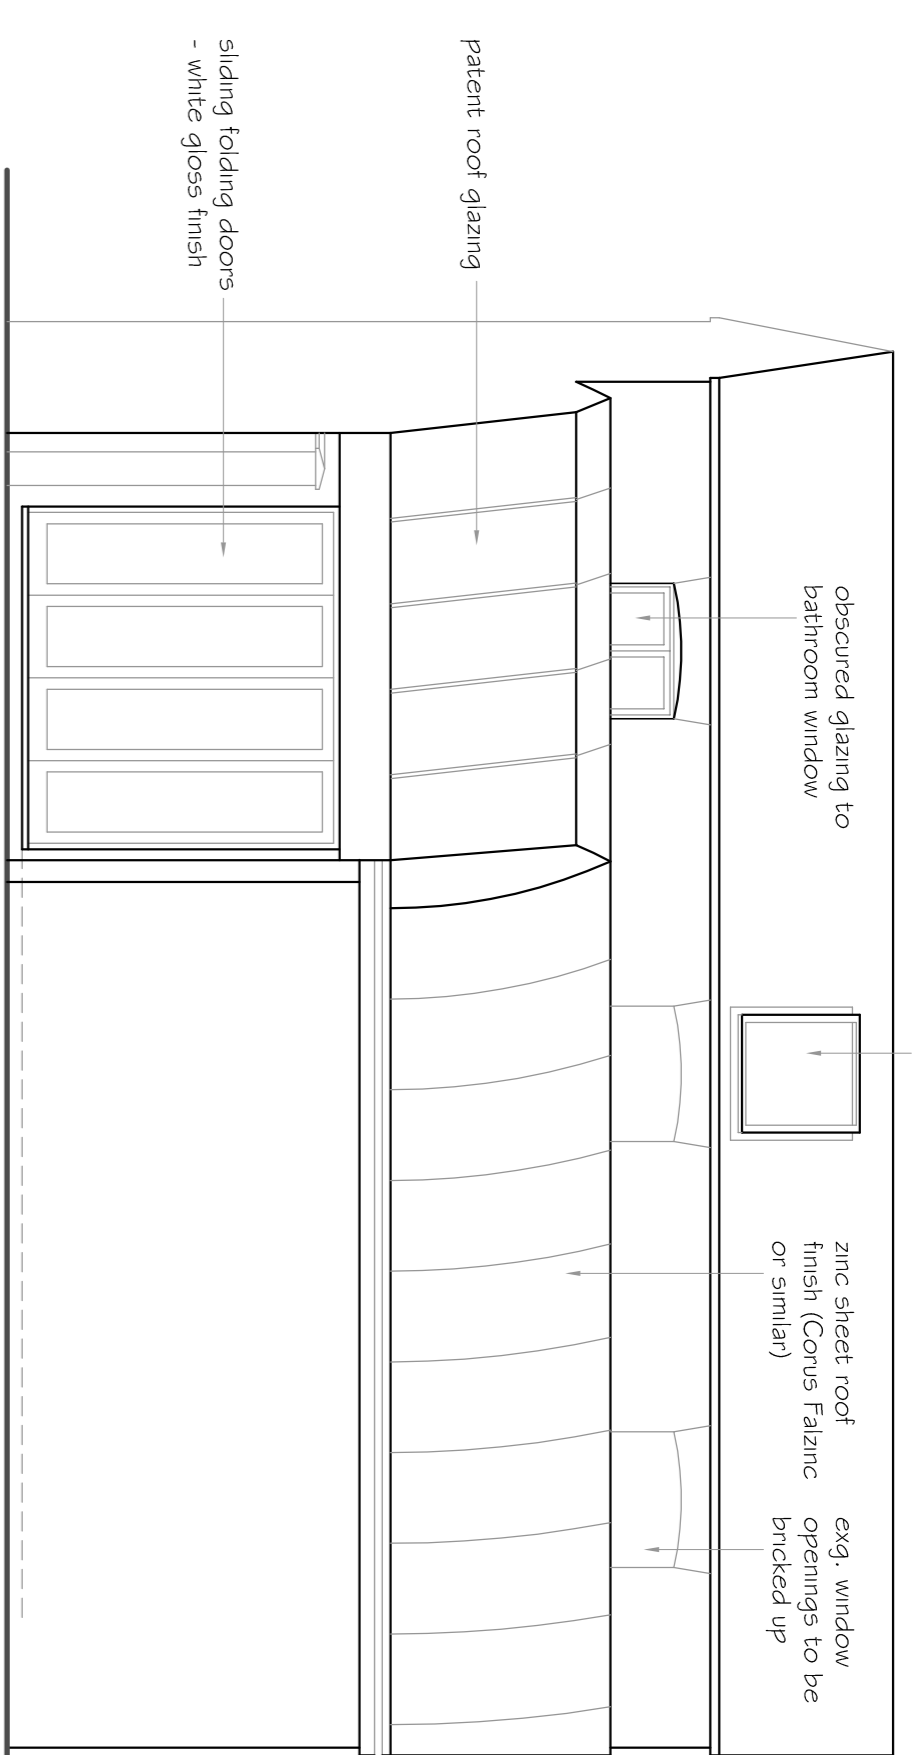 sliding folding doors
- white gloss finish
patent roof glazing
obscured glazing to
bathroom window
zinc sheet roof
finish (Corus Falzinc
or similar)
exg. window
openings to be
bricked up